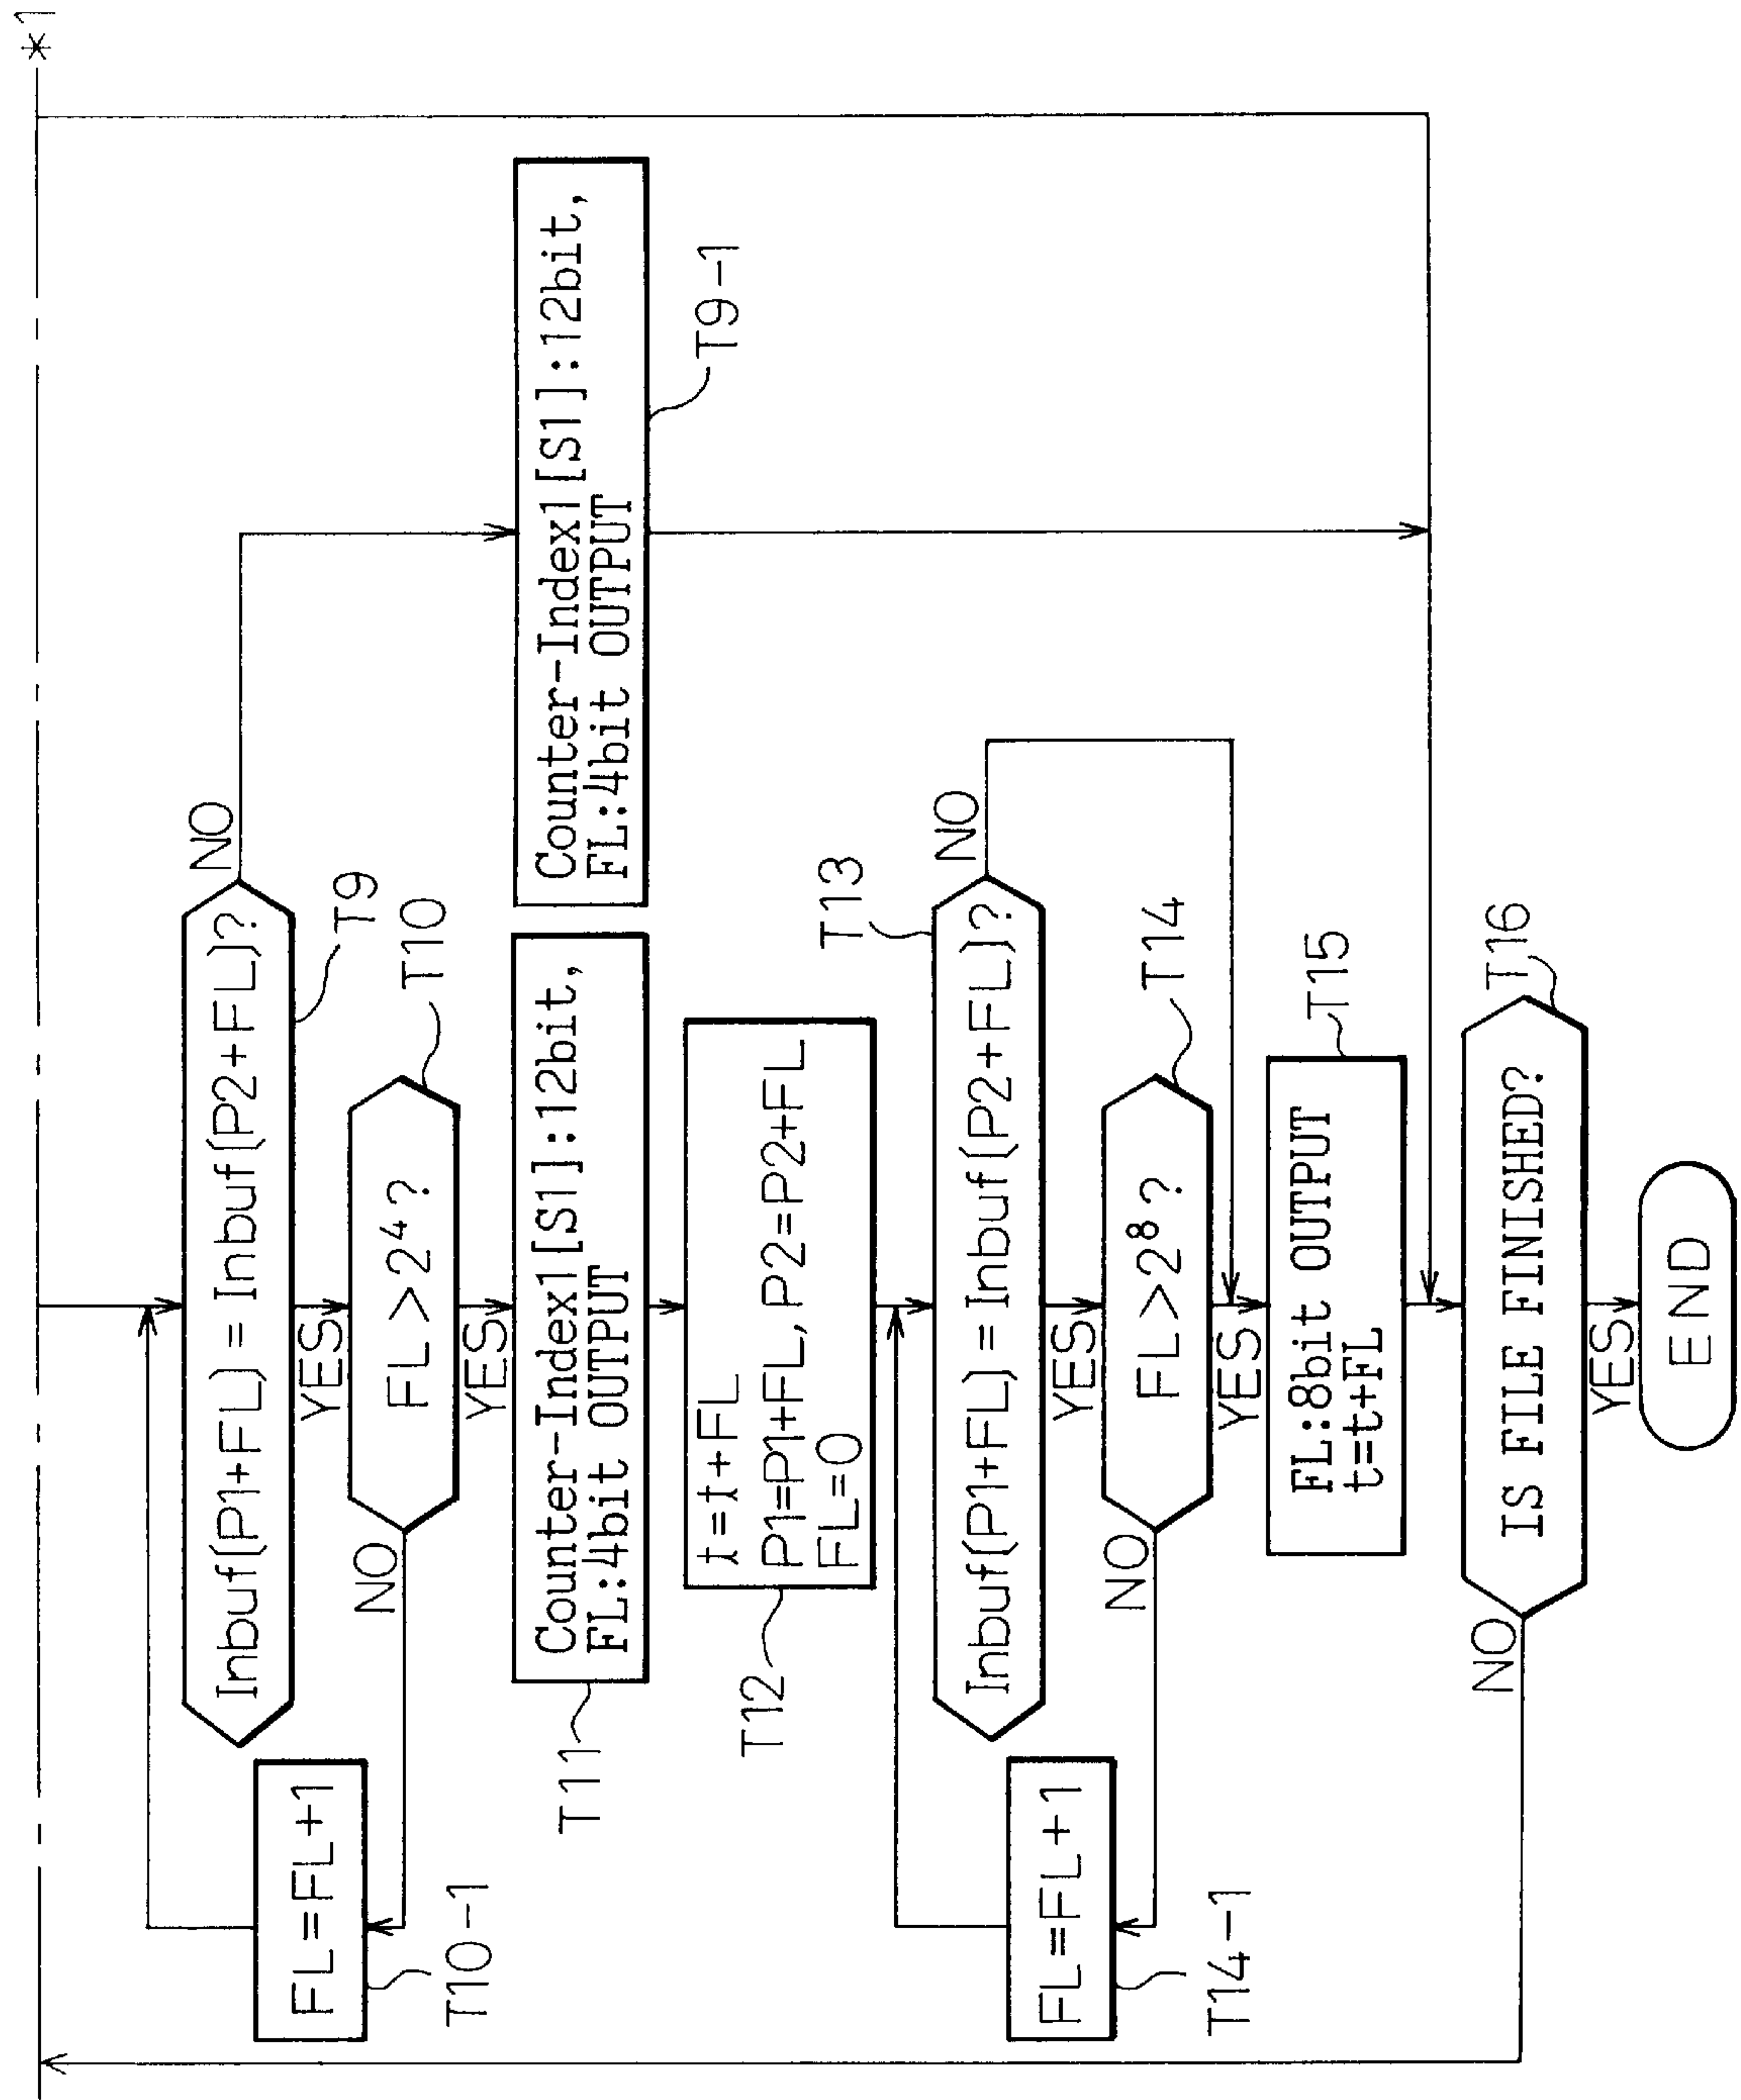 *1
Inbuf(P1+FL) = Inbuf(P2+FL)?
NO
T9
YES
FL=FL+1
T10-1
FL>2⁴?
T10
NO
YES
Counter-Index1[S1]:12bit,
FL:4bit OUTPUT
T11
Counter-Index1[S1]:12bit,
FL:4bit OUTPUT
T9-1
t=t+FL
P1=P1+FL, P2=P2+FL
FL=0
T12
Inbuf(P1+FL) = Inbuf(P2+FL)?
T13
NO
YES
FL=FL+1
T14-1
FL>2⁸?
T14
NO
YES
FL:8bit OUTPUT
t=t+FL
T15
IS FILE FINISHED?
T16
NO
YES
END